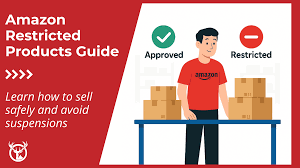 Amazon
Restricted
Products Guide
Learn how to sell
safely and avoid
suspensions
Approved
Restricted
amazon